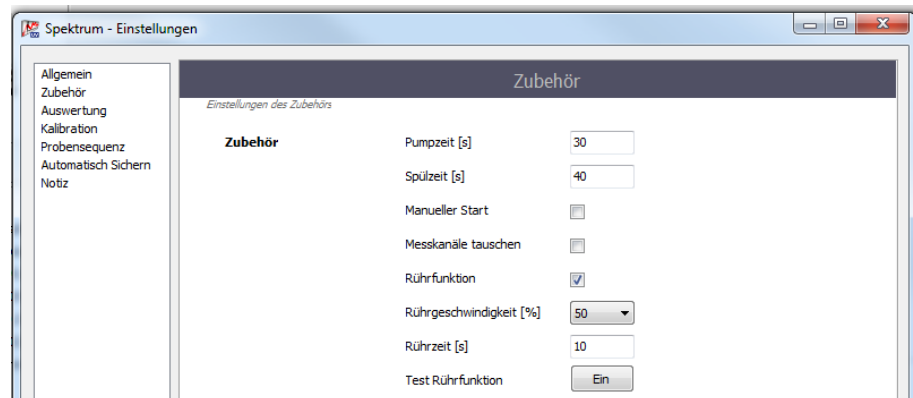 Spektrum - Einstellungen
Allgemein
Zubehör
Auswertung
Kalibration
Probensequenz
Automatisch Sichern
Notiz
Zubehör
Einstellungen des Zubehörs
Zubehör
Pumpzeit [s] 30
Spülzeit [s] 40
Manueller Start
Messkanäle tauschen
Rührfunktion
Rührgeschwindigkeit [%] 50
Rührzeit [s] 10
Test Rührfunktion Ein